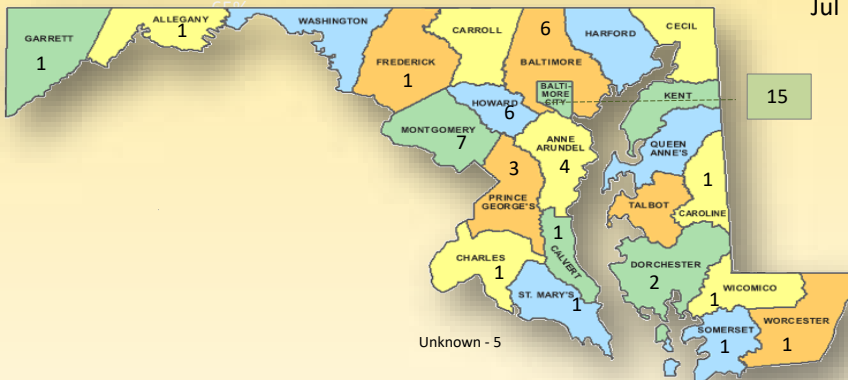 Jul
GARRETT
1
ALLEGANY
1
WASHINGTON
FREDERICK
1
CARROLL
6
BALTIMORE
HARFORD
CECIL
BALTI-
MORE
CITY
15
KENT
HOWARD
6
MONTGOMERY
7
ANNE
ARUNDEL
4
QUEEN
ANNE'S
3
PRINCE
GEORGE'S
TALBOT
1
CAROLINE
1
CALVERT
CHARLES
1
ST. MARY'S
1
DORCHESTER
2
WICOMICO
1
SOMERSET
1
WORCESTER
1
Unknown - 5